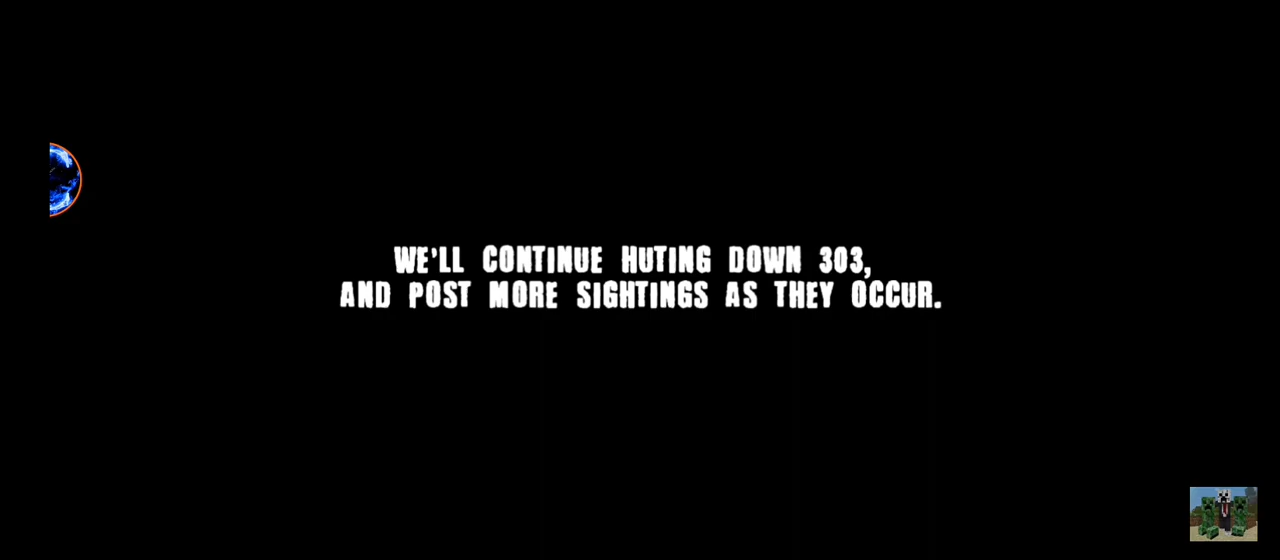 WE'LL CONTINUE HUTING DOWN 303,
AND POST MORE SIGHTINGS AS THEY OCCUR.